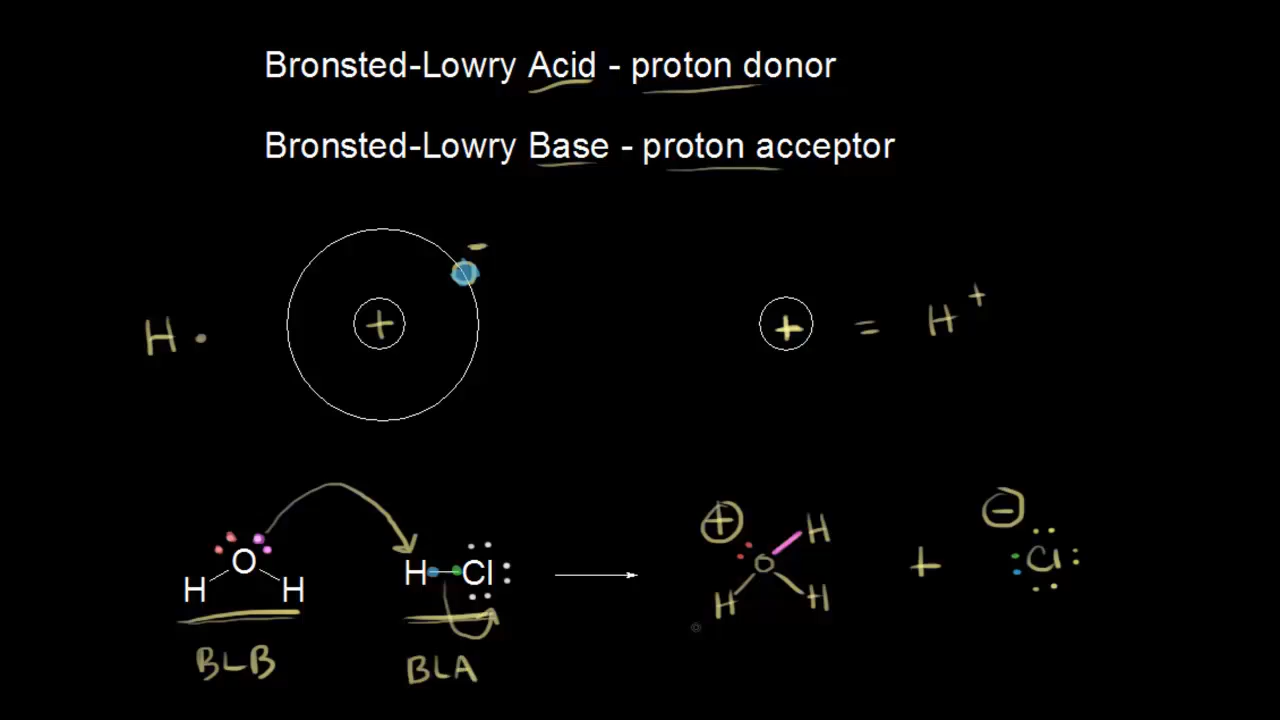 Bronsted-Lowry Acid - proton donor
Bronsted-Lowry Base - proton acceptor
-
H · + + = H +
+ H -
O H Cl O + Cl
H H H H
BLB BLA